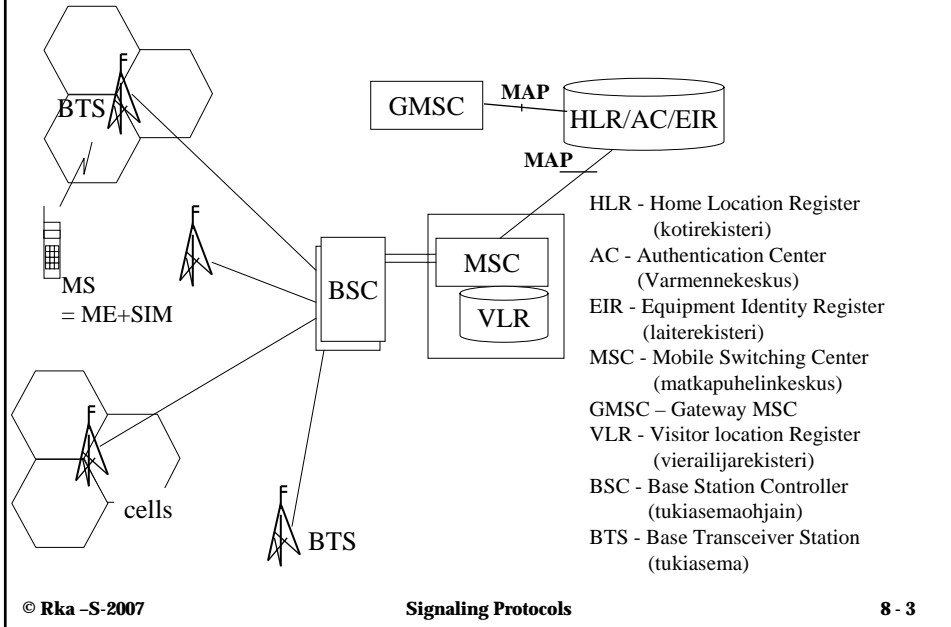 BTS
MS
= ME+SIM
cells
BTS
BSC
GMSC
MAP
HLR/AC/EIR
MAP
MSC
VLR
HLR - Home Location Register
(kotirekisteri)
AC - Authentication Center
(Varmennekeskus)
EIR - Equipment Identity Register
(laiterekisteri)
MSC - Mobile Switching Center
(matkapuhelinkeskus)
GMSC – Gateway MSC
VLR - Visitor location Register
(vierailijarekisteri)
BSC - Base Station Controller
(tukiasemaohjain)
BTS - Base Transceiver Station
(tukiasema)
© Rka –S-2007
Signaling Protocols
8 - 3